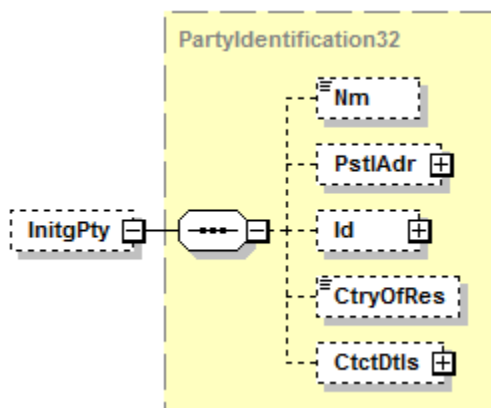 PartyIdentification32
Nm
PstlAdr
InitgPty
Id
CtryOfRes
CtctDtls